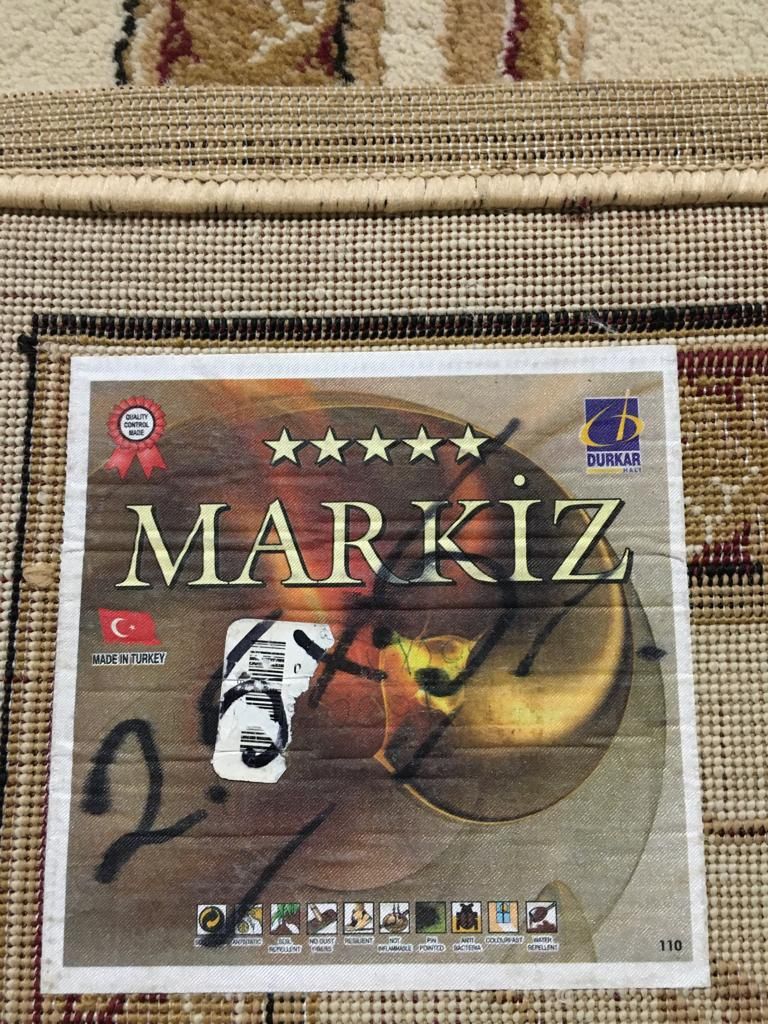 QUALITY
CONTROL
MADE
DURKAR
HALI
MARKİZ
MADE IN TURKEY
ANTISTATIC
SOIL
REPELLENT
NO DUST
FIBERS
RESILIENT
NOT
INFLAMMABLE
PIN
POINTED
ANTI
BACTERIA
COLOURFAST
WATER
REPELLENT
110